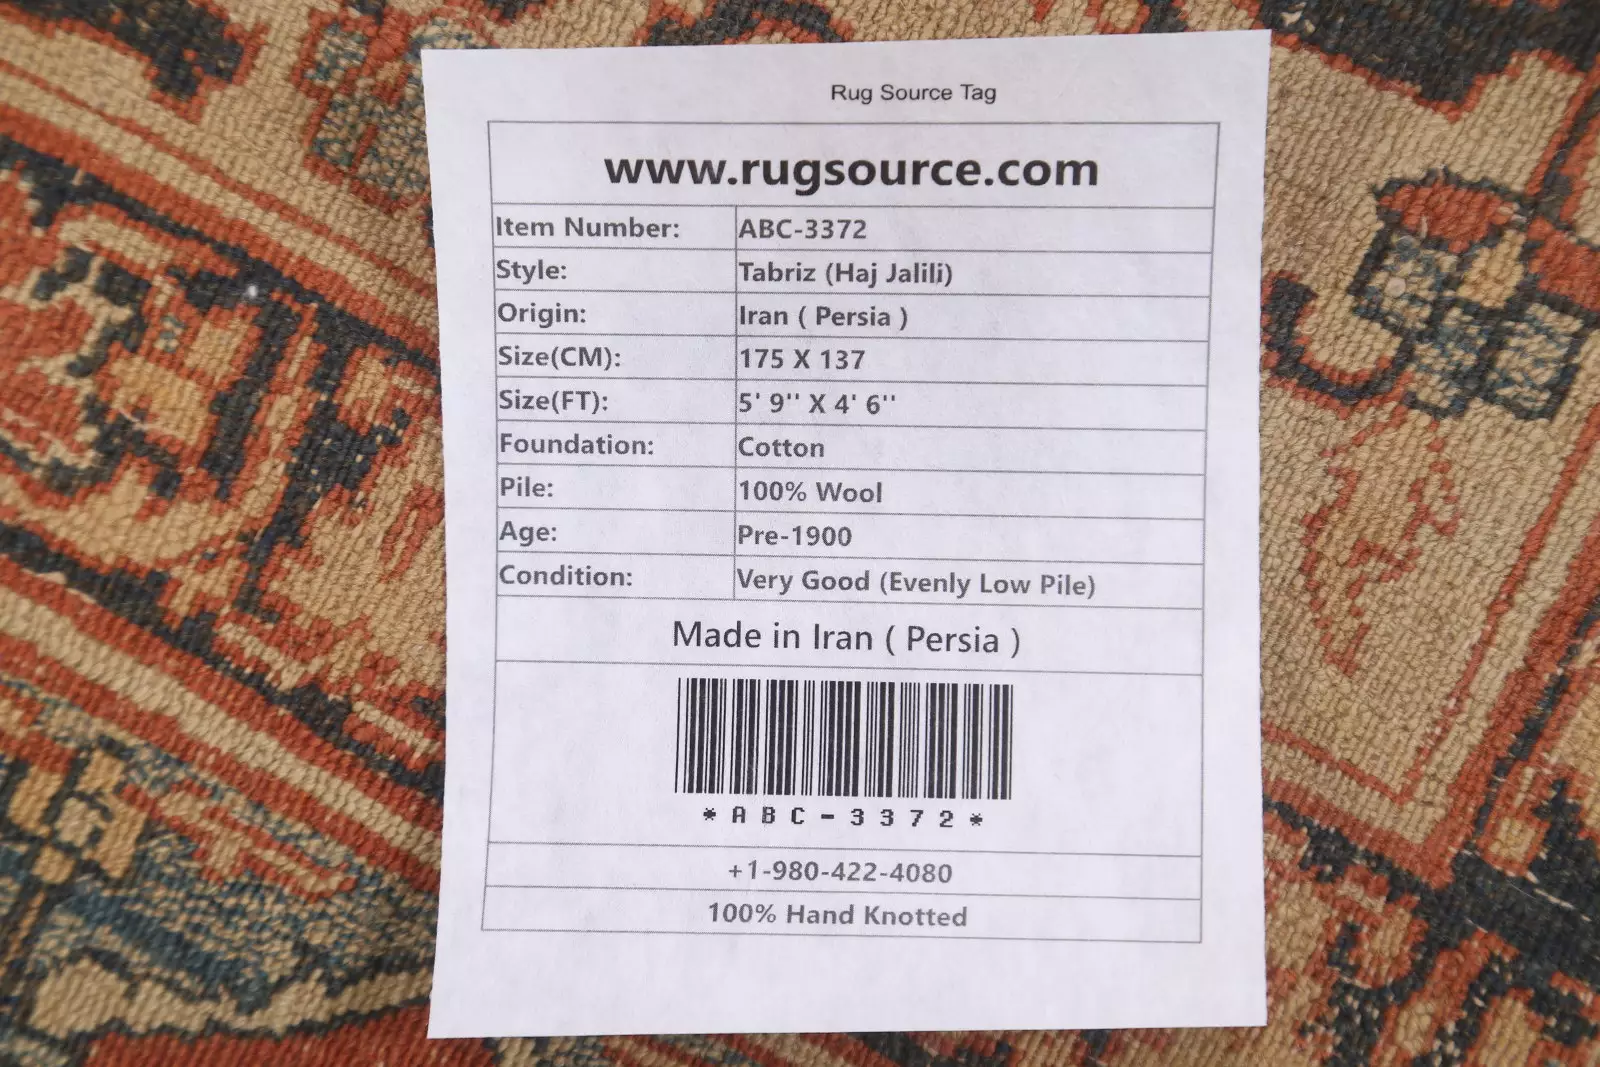 Rug Source Tag
www.rugsource.com
Item Number: ABC-3372
Style: Tabriz (Haj Jalili)
Origin: Iran ( Persia )
Size(CM): 175 X 137
Size(FT): 5' 9'' X 4' 6''
Foundation: Cotton
Pile: 100% Wool
Age: Pre-1900
Condition: Very Good (Evenly Low Pile)
Made in Iran ( Persia )
*ABC-3372*
+1-980-422-4080
100% Hand Knotted